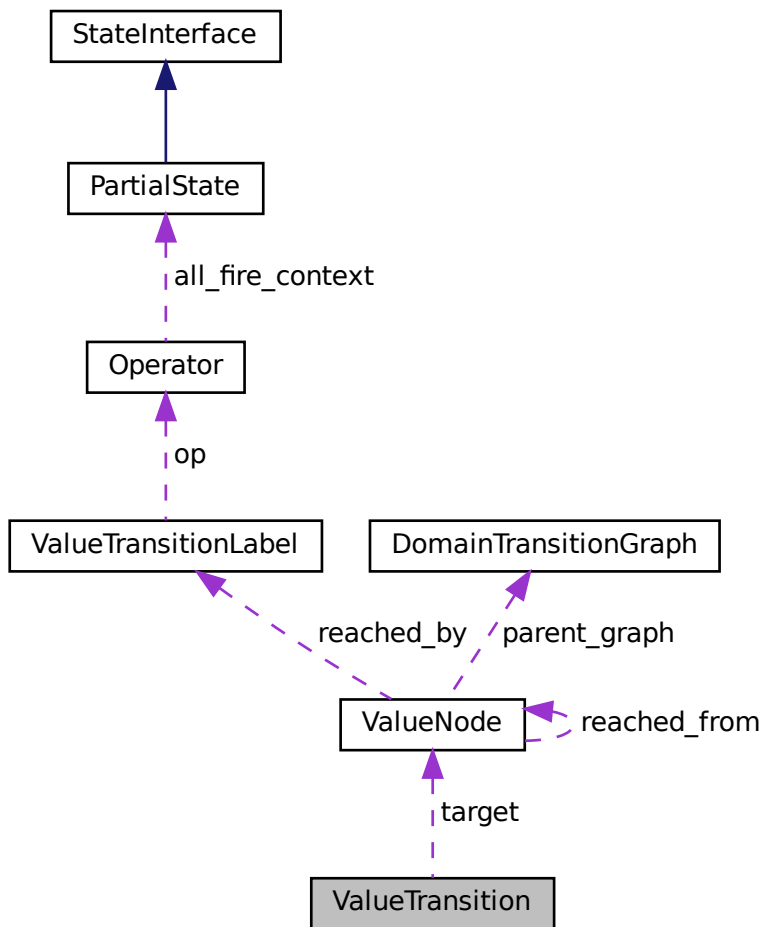 StateInterface
PartialState
all_fire_context
Operator
op
ValueTransitionLabel
DomainTransitionGraph
reached_by
parent_graph
ValueNode
reached_from
target
ValueTransition